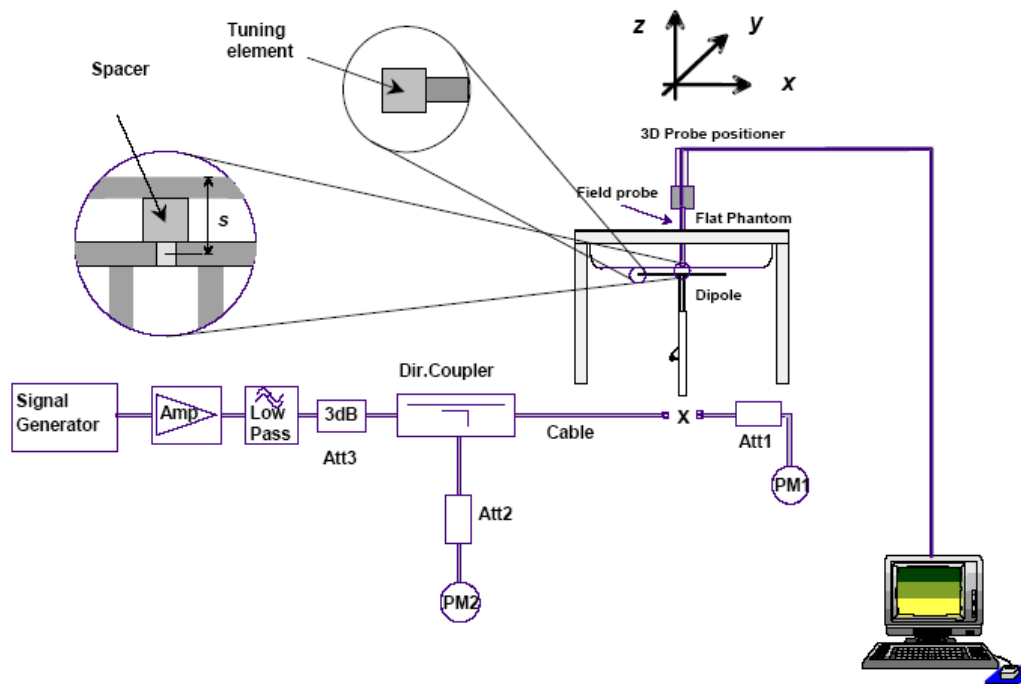 Tuning
element
Spacer
s
z
y
x
3D Probe positioner
Field probe
Flat Phantom
Dipole
Dir.Coupler
Signal
Generator
Amp
Low
Pass
3dB
Att3
Cable
X
Att1
PM1
Att2
PM2